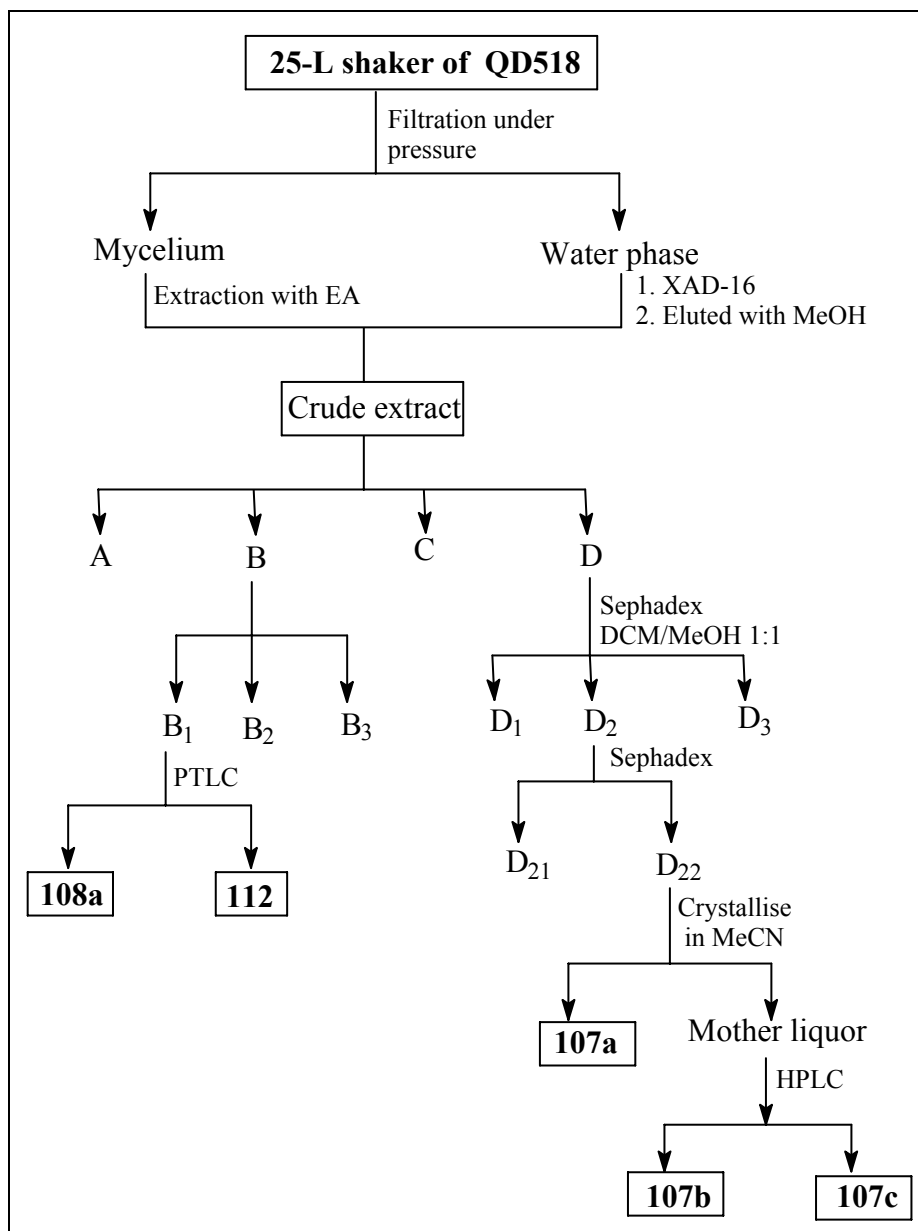 25-L shaker of QD518
Filtration under
pressure
Mycelium
Water phase
Extraction with EA
1. XAD-16
2. Eluted with MeOH
Crude extract
A
B
C
D
Sephadex
DCM/MeOH 1:1
B1
B2
B3
D1
D2
D3
PTLC
Sephadex
108a
112
D21
D22
Crystallise
in MeCN
107a
Mother liquor
HPLC
107b
107c